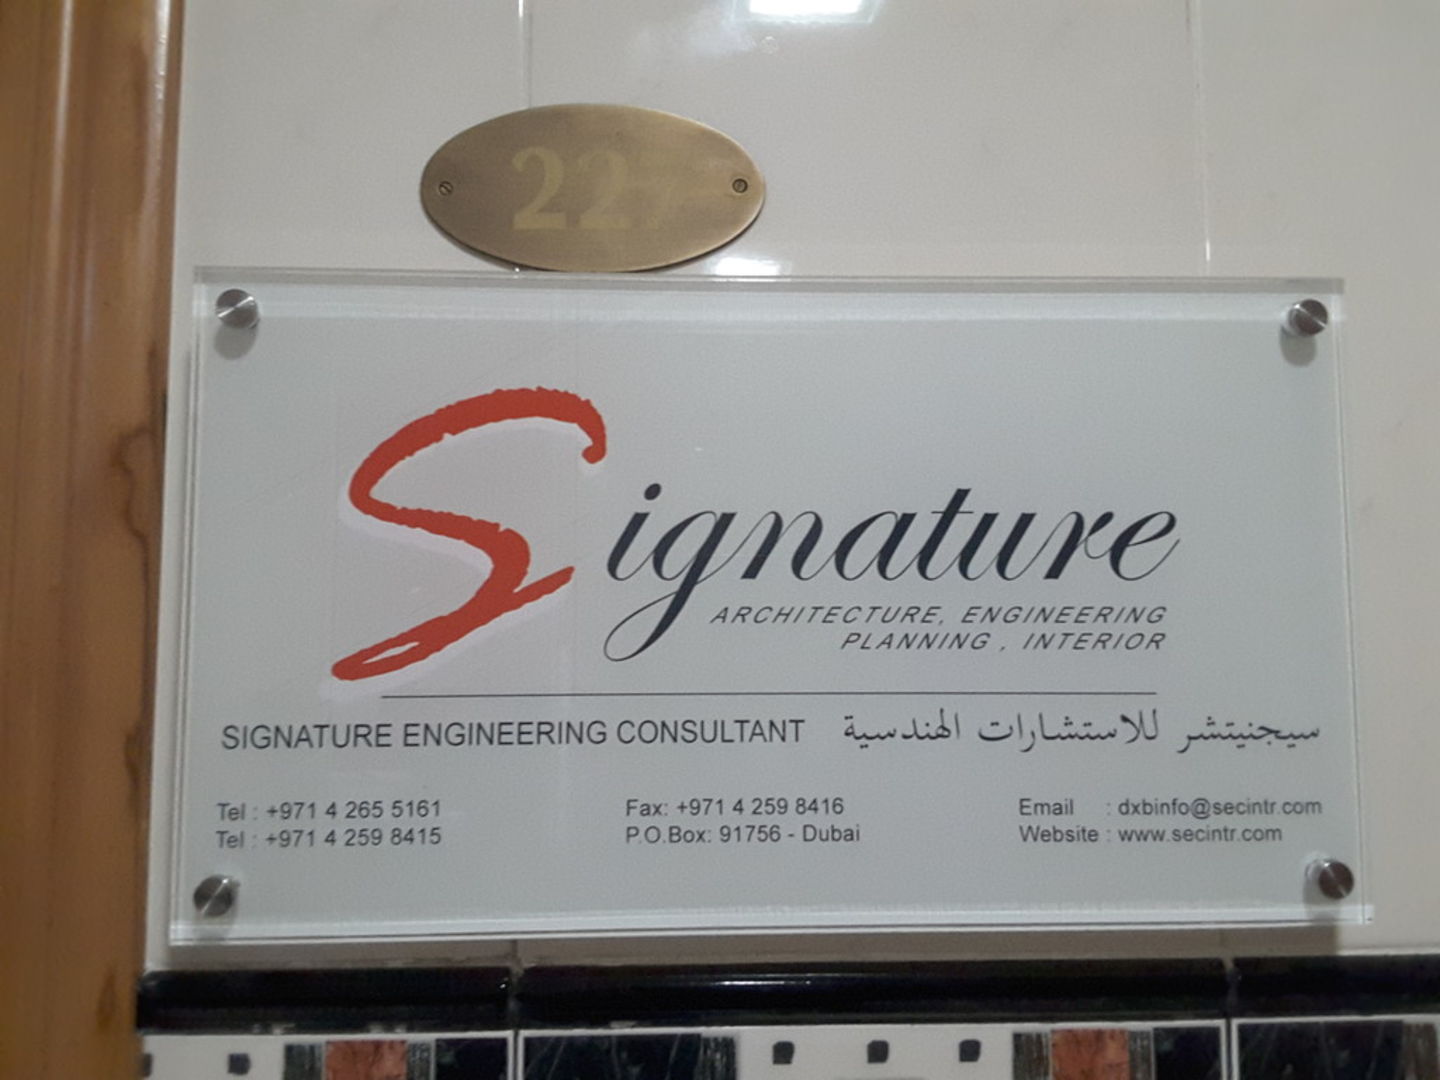 227
Signature
ARCHITECTURE, ENGINEERING
PLANNING , INTERIOR
SIGNATURE ENGINEERING CONSULTANT سيجنيتشر للاستشارات الهندسية
Tel : +971 4 265 5161 Fax: +971 4 259 8416 Email : dxbinfo@secintr.com
Tel : +971 4 259 8415 P.O.Box: 91756 - Dubai Website : www.secintr.com